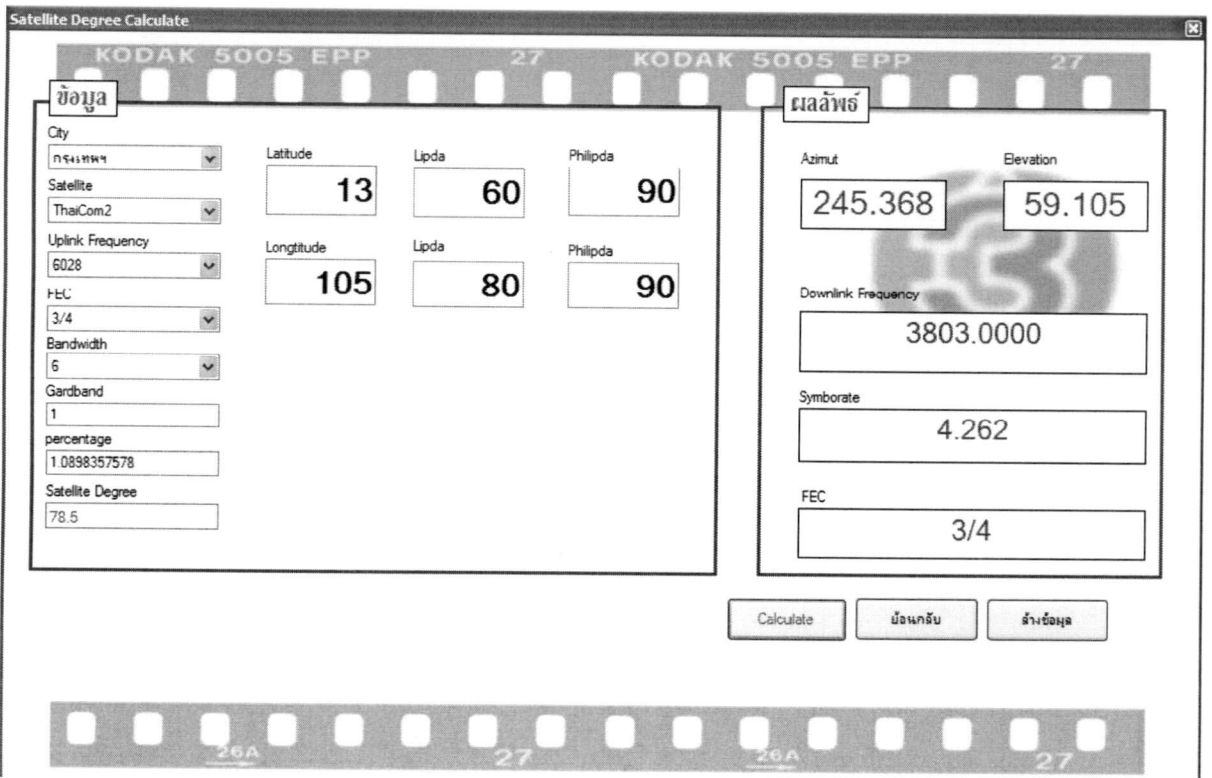 Satellite Degree Calculate
KODAK 5005 EPP 27 KODAK 5005 EPP 27
ข้อมูล
City
กรุงเทพฯ
Satellite
ThaiCom2
Uplink Frequency
6028
FEC
3/4
Bandwidth
6
Gardband
1
percentage
1.0898357578
Satellite Degree
78.5
Latitude Lipda Philipda
13 60 90
Longtitude Lipda Philipda
105 80 90
ผลลัพธ์
Azimut Elevation
245.368 59.105
Downlink Frequency
3803.0000
Symborate
4.262
FEC
3/4
Calculate ย้อนกลับ ล้างข้อมูล
26A 27 26A 27